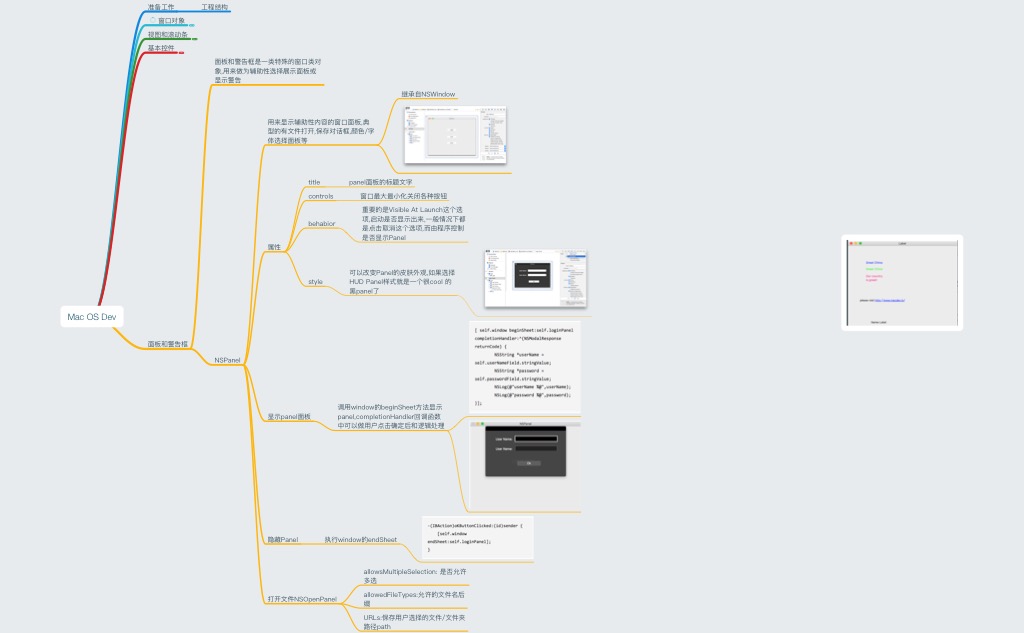 准备工作
工程结构
窗口对象
视图和滚动条
基本控件
面板和警告框是一类特殊的窗口类对
象,用来做为辅助性选择展示面板或
显示警告
继承自NSWindow
用来显示辅助性内容的窗口面板,典
型的有文件打开,保存对话框,颜色/字
体选择面板等
title
panel面板的标题文字
controls
窗口最大最小化关闭各种按钮
behabior
重要的是Visible At Launch这个选
项,启动是否显示出来,一般情况下都
是点击取消这个选项,而由程序控制
是否显示Panel
属性
style
可以改变Panel的皮肤外观,如果选择
HUD Panel样式就是一个很cool 的
黑panel了
Mac OS Dev
面板和警告框
NSPanel
[ self.window beginSheet:self.loginPanel
completionHandler:^(NSModalResponse
returnCode) {
NSString *userName =
self.userNameField.stringValue;
NSString *password =
self.passwordField.stringValue;
NSLog(@"userName %@",userName);
NSLog(@"password %@",password);
}];
显示panel面板
调用window的beginSheet方法显示
panel,completionHandler回调函数
中可以做用户点击确定后和逻辑处理
NSPanel
User Name:
User Name:
Ok
-(IBAction)okButtonClicked:(id)sender {
[self.window
endSheet:self.loginPanel];
}
隐藏Panel
执行window的endSheet
打开文件NSOpenPanel
allowsMultipleSelection: 是否允许
多选
allowedFileTypes:允许的文件名后
缀
URLs:保存用户选择的文件/文件夹
路径path